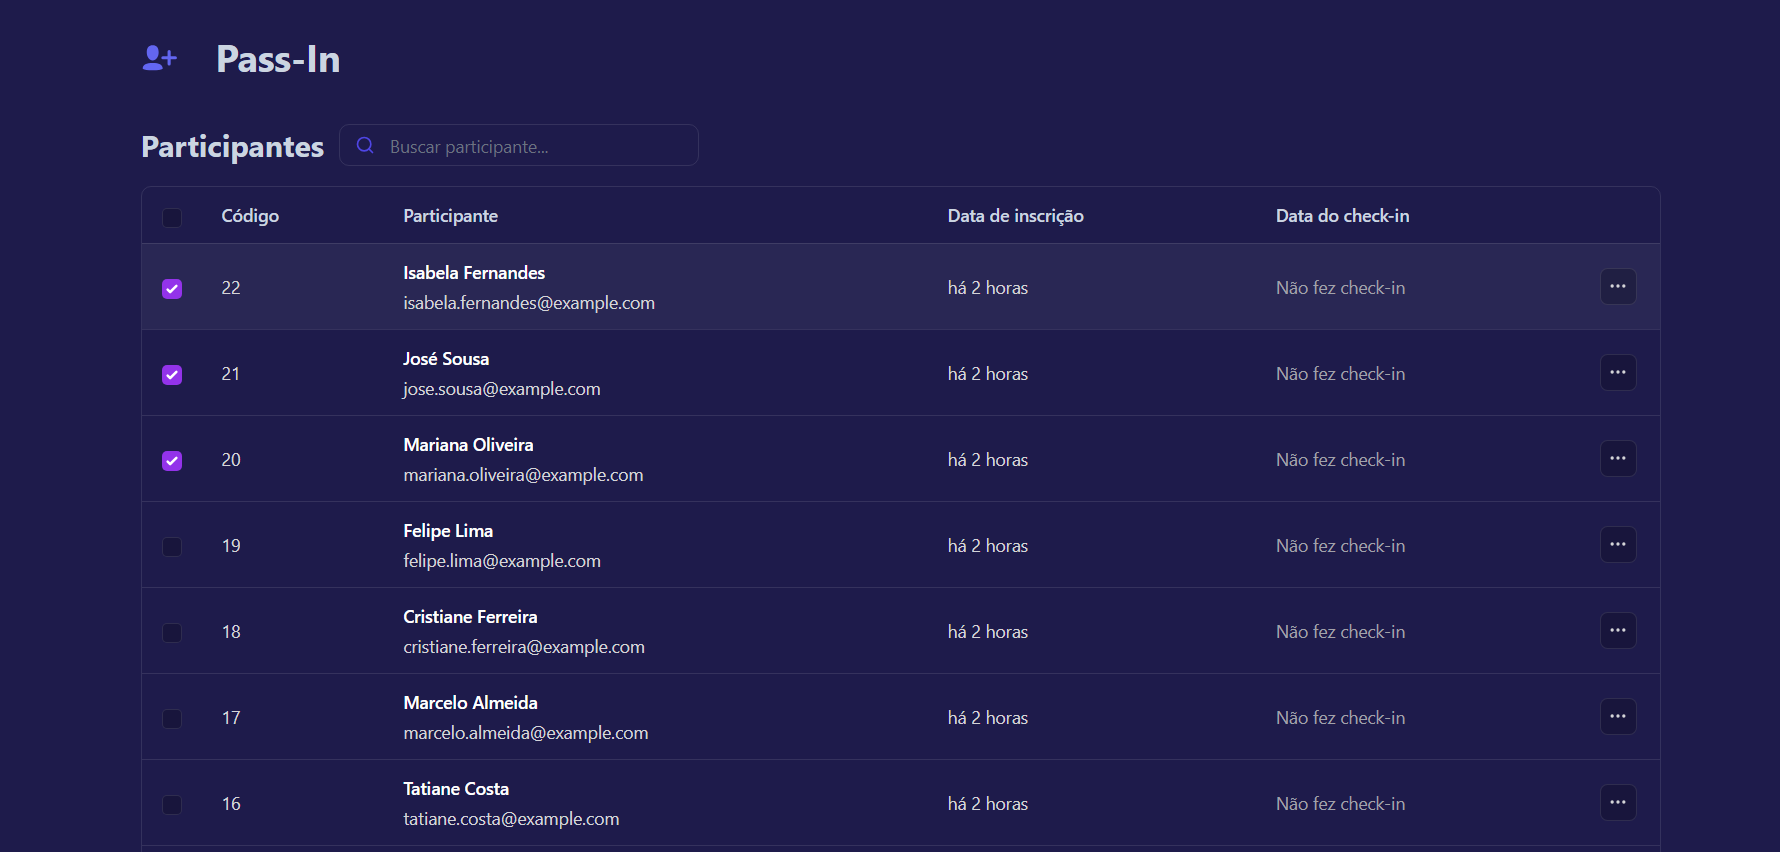 Pass-In
Participantes
Buscar participante...
Código Participante Data de inscrição Data do check-in
22 Isabela Fernandes isabela.fernandes@example.com há 2 horas Não fez check-in
21 José Sousa jose.sousa@example.com há 2 horas Não fez check-in
20 Mariana Oliveira mariana.oliveira@example.com há 2 horas Não fez check-in
19 Felipe Lima felipe.lima@example.com há 2 horas Não fez check-in
18 Cristiane Ferreira cristiane.ferreira@example.com há 2 horas Não fez check-in
17 Marcelo Almeida marcelo.almeida@example.com há 2 horas Não fez check-in
16 Tatiane Costa tatiane.costa@example.com há 2 horas Não fez check-in